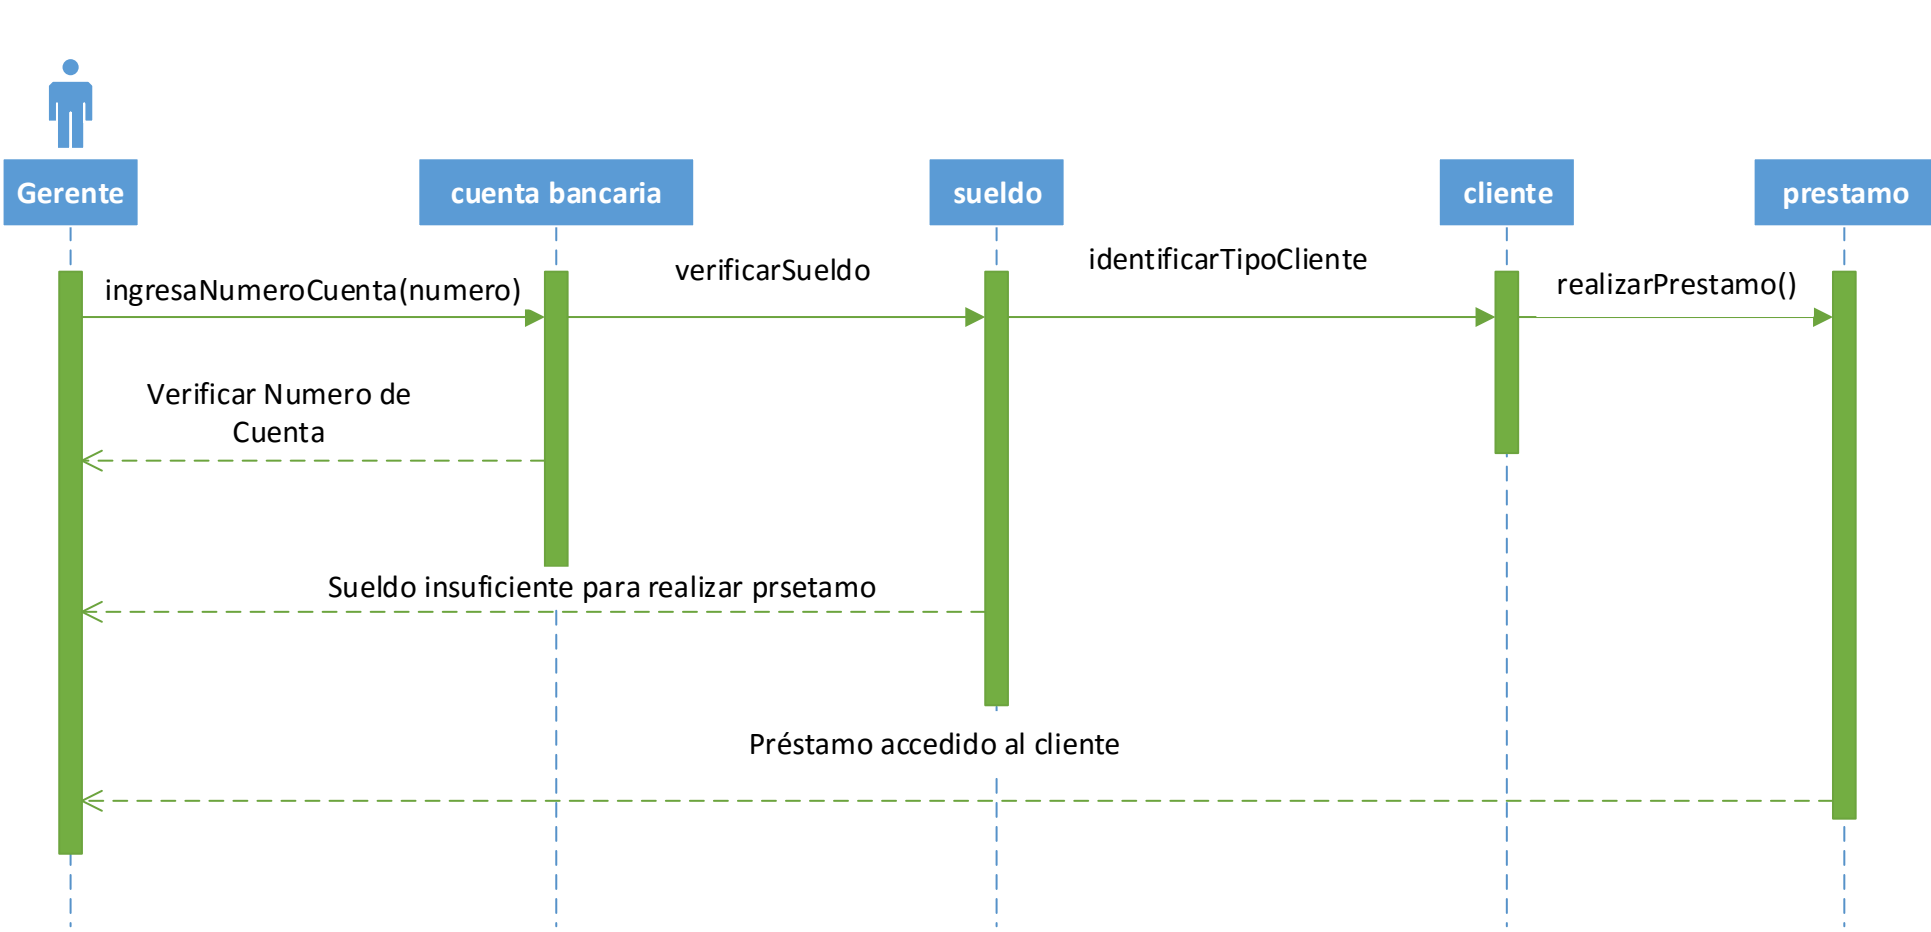 Gerente
cuenta bancaria
sueldo
cliente
prestamo
ingresaNumeroCuenta(numero)
verificarSueldo
identificarTipoCliente
realizarPrestamo()
Verificar Numero de
Cuenta
Sueldo insuficiente para realizar prsetamo
Préstamo accedido al cliente